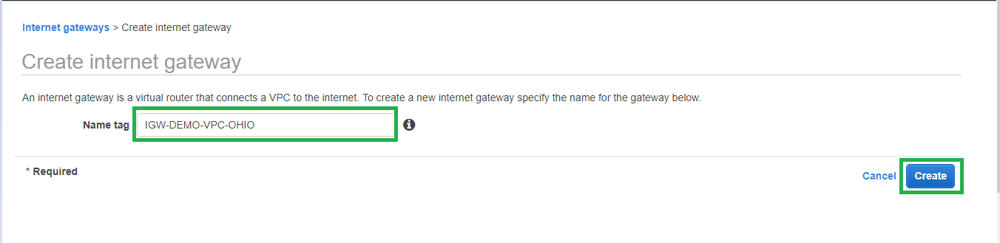 Internet gateways > Create internet gateway
Create internet gateway
An internet gateway is a virtual router that connects a VPC to the internet. To create a new internet gateway specify the name for the gateway below.
Name tag IGW-DEMO-VPC-OHIO
* Required
Cancel Create